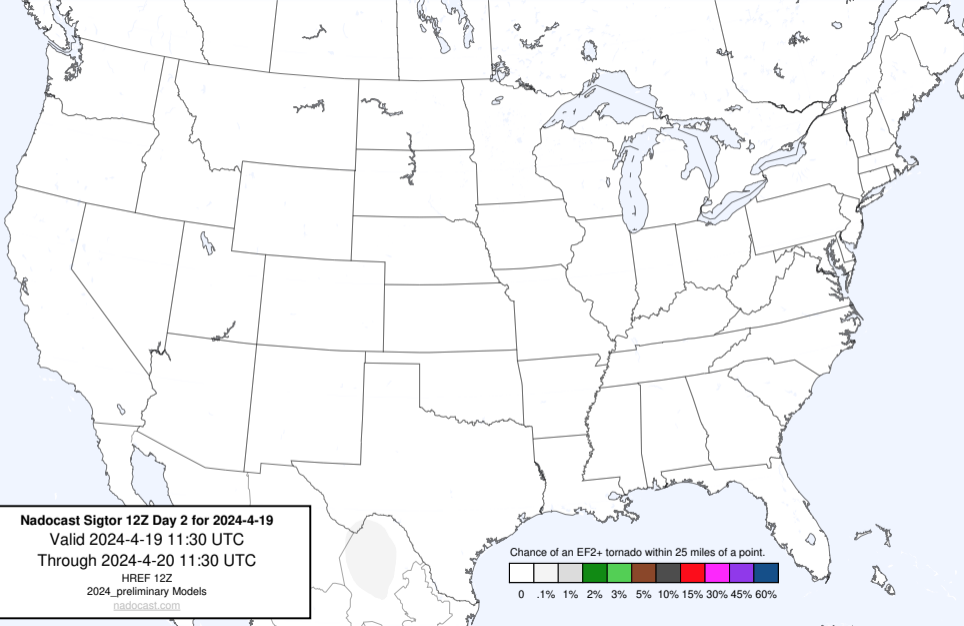 Nadocast Sigtor 12Z Day 2 for 2024-4-19
Valid 2024-4-19 11:30 UTC
Through 2024-4-20 11:30 UTC
HREF 12Z
2024_preliminary Models
nadocast.com
Chance of an EF2+ tornado within 25 miles of a point.
0 .1% 1% 2% 3% 5% 10% 15% 30% 45% 60%